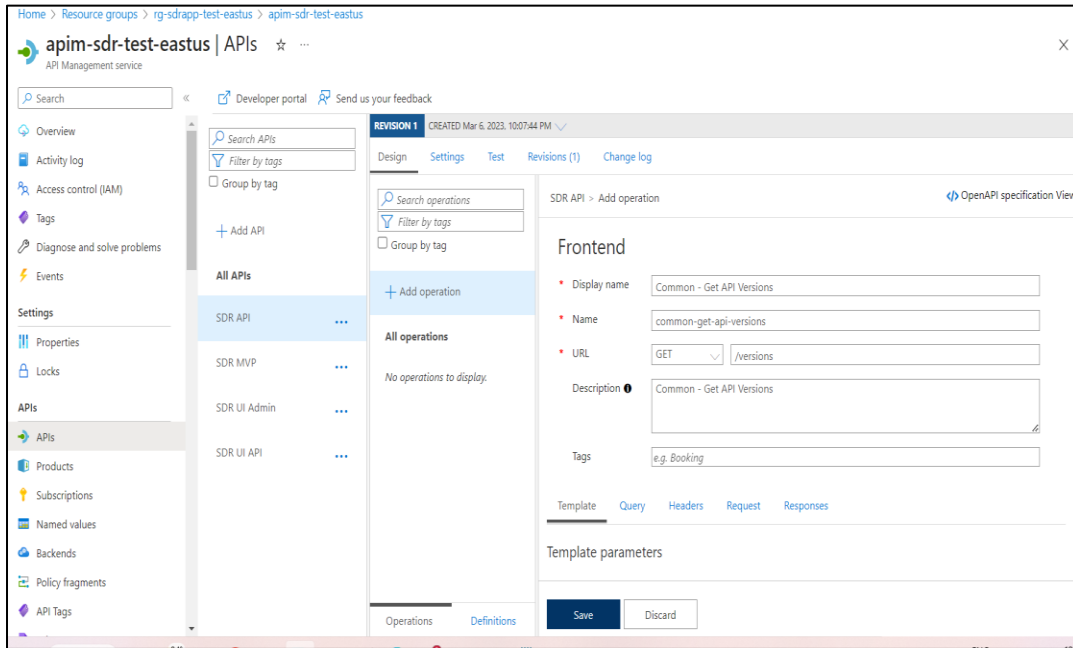 Home > Resource groups > rg-sdrapp-test-eastus > apim-sdr-test-eastus
apim-sdr-test-eastus | APIs
API Management service
Search
Overview
Activity log
Access control (IAM)
Tags
Diagnose and solve problems
Events
Settings
Properties
Locks
APIs
APIs
Products
Subscriptions
Named values
Backends
Policy fragments
API Tags
Developer portal
Send us your feedback
Search APIs
Filter by tags
Group by tag
+ Add API
All APIs
SDR API
SDR MVP
SDR UI Admin
SDR UI API
REVISION 1 CREATED Mar 6, 2023, 10:07:44 PM
Design Settings Test Revisions (1) Change log
Search operations
Filter by tags
Group by tag
+ Add operation
All operations
No operations to display.
Operations Definitions
SDR API > Add operation
</> OpenAPI specification View
Frontend
* Display name Common - Get API Versions
* Name common-get-api-versions
* URL GET /versions
Description Common - Get API Versions
Tags e.g. Booking
Template Query Headers Request Responses
Template parameters
Save Discard